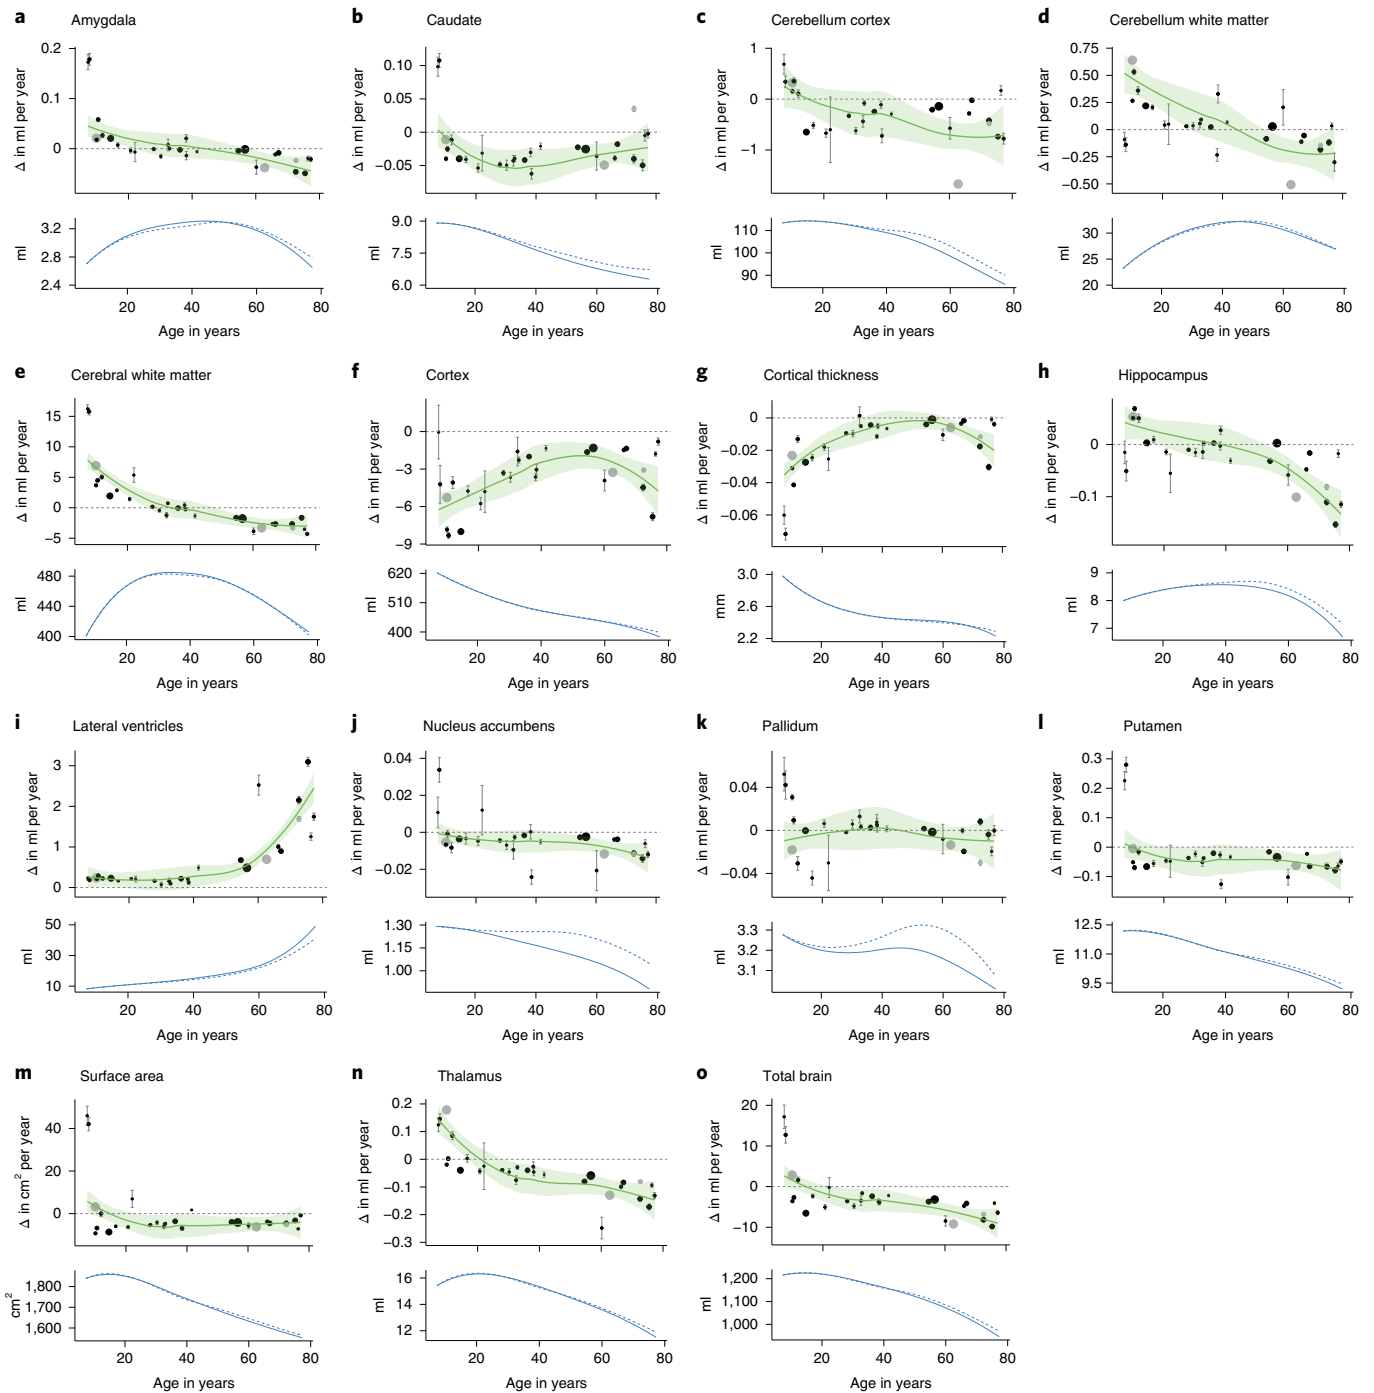 a Amygdala
0.2
0.1
0
Δ in ml per year
3.2
2.8
2.4
ml
20 40 60 80
Age in years
b Caudate
0.10
0.05
0
−0.05
Δ in ml per year
9.0
7.5
6.0
ml
20 40 60 80
Age in years
c Cerebellum cortex
1
0
−1
Δ in ml per year
110
100
90
ml
20 40 60 80
Age in years
d Cerebellum white matter
0.75
0.50
0.25
0
−0.25
−0.50
Δ in ml per year
30
25
20
ml
20 40 60 80
Age in years
e Cerebral white matter
15
10
5
0
−5
Δ in ml per year
480
440
400
ml
20 40 60 80
Age in years
f Cortex
0
−3
−6
−9
Δ in ml per year
620
510
400
ml
20 40 60 80
Age in years
g Cortical thickness
0
−0.02
−0.04
−0.06
Δ in ml per year
3.0
2.6
2.2
mm
20 40 60 80
Age in years
h Hippocampus
0
−0.1
Δ in ml per year
9
8
7
ml
20 40 60 80
Age in years
i Lateral ventricles
3
2
1
0
Δ in ml per year
50
30
10
ml
20 40 60 80
Age in years
j Nucleus accumbens
0.04
0.02
0
−0.02
Δ in ml per year
1.30
1.15
1.00
ml
20 40 60 80
Age in years
k Pallidum
0.04
0
−0.04
Δ in ml per year
3.3
3.2
3.1
ml
20 40 60 80
Age in years
l Putamen
0.3
0.2
0.1
0
−0.1
Δ in ml per year
12.5
11.0
9.5
ml
20 40 60 80
Age in years
m Surface area
40
20
0
Δ in cm² per year
1,800
1,700
1,600
cm²
20 40 60 80
Age in years
n Thalamus
0.2
0.1
0
−0.1
−0.2
−0.3
Δ in ml per year
16
14
12
ml
20 40 60 80
Age in years
o Total brain
20
10
0
−10
Δ in ml per year
1,200
1,100
1,000
ml
20 40 60 80
Age in years